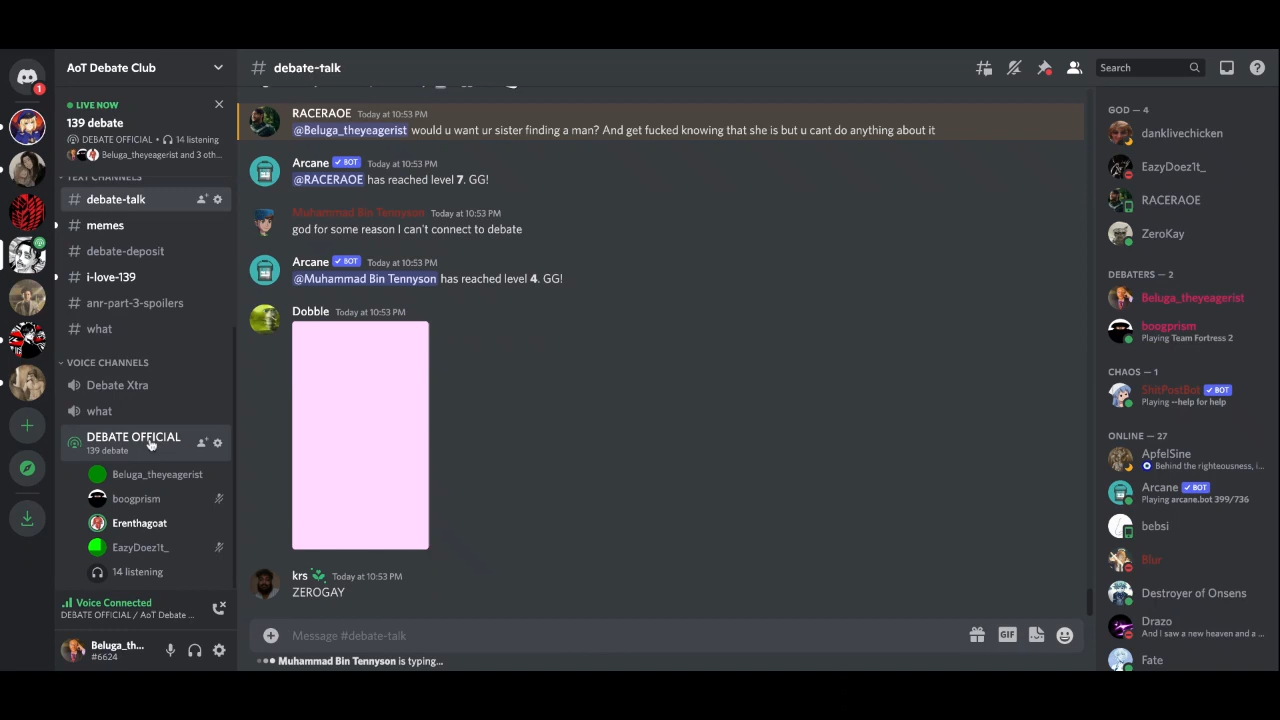 AoT Debate Club
LIVE NOW
139 debate
DEBATE OFFICIAL • 14 listening
Beluga_theyeagerist and 3 oth...
TEXT CHANNELS
# debate-talk
# memes
# debate-deposit
# i-love-139
# anr-part-3-spoilers
# what
VOICE CHANNELS
Debate Xtra
what
DEBATE OFFICIAL
139 debate
Beluga_theyeagerist
boogprism
Erenthagoat
EazyDoez1t_
14 listening
Voice Connected
DEBATE OFFICIAL / AoT Debate ...
Beluga_th...
#6624
1
# debate-talk
Search
RACERAOE Today at 10:53 PM
@Beluga_theyeagerist would u want ur sister finding a man? And get fucked knowing that she is but u cant do anything about it
Arcane ✓ BOT Today at 10:53 PM
@RACERAOE has reached level 7. GG!
Muhammad Bin Tennyson Today at 10:53 PM
god for some reason I can't connect to debate
Arcane ✓ BOT Today at 10:53 PM
@Muhammad Bin Tennyson has reached level 4. GG!
Dobble Today at 10:53 PM
krs Today at 10:53 PM
ZEROGAY
Message #debate-talk
GIF
Muhammad Bin Tennyson is typing...
GOD — 4
danklivechicken
EazyDoez1t_
RACERAOE
ZeroKay
DEBATERS — 2
Beluga_theyeagerist
boogprism
Playing Team Fortress 2
CHAOS — 1
ShitPostBot ✓ BOT
Playing --help for help
ONLINE — 27
ApfelSine
Behind the righteousness, i...
Arcane ✓ BOT
Playing arcane.bot 399/736
bebsi
Blur
Destroyer of Onsens
Drazo
And I saw a new heaven and a ...
Fate